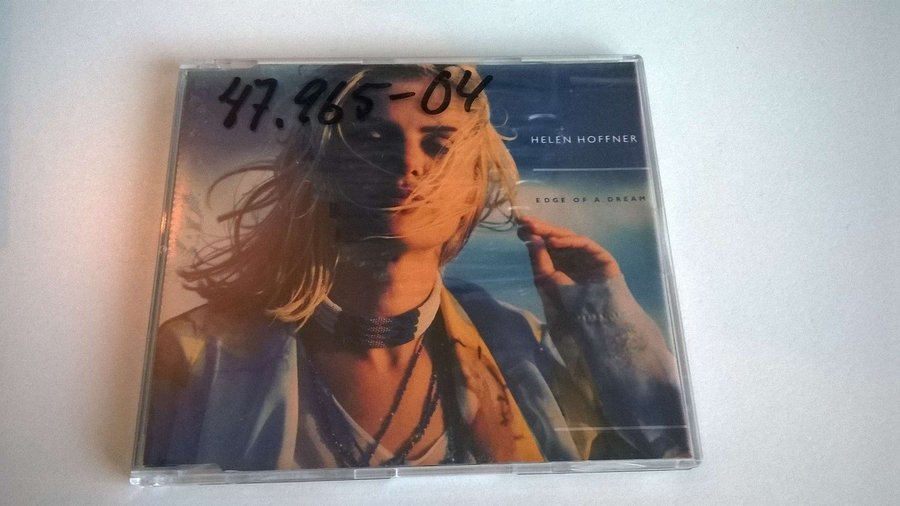 47.965-04
HELEN HOFFNER
EDGE OF A DREAM